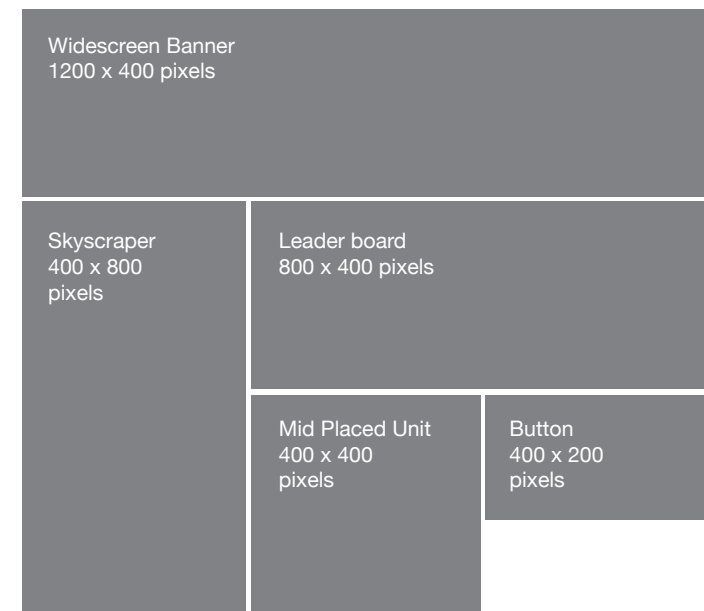 Widescreen Banner
1200 x 400 pixels
Skyscraper
400 x 800
pixels
Leader board
800 x 400 pixels
Mid Placed Unit
400 x 400
pixels
Button
400 x 200
pixels